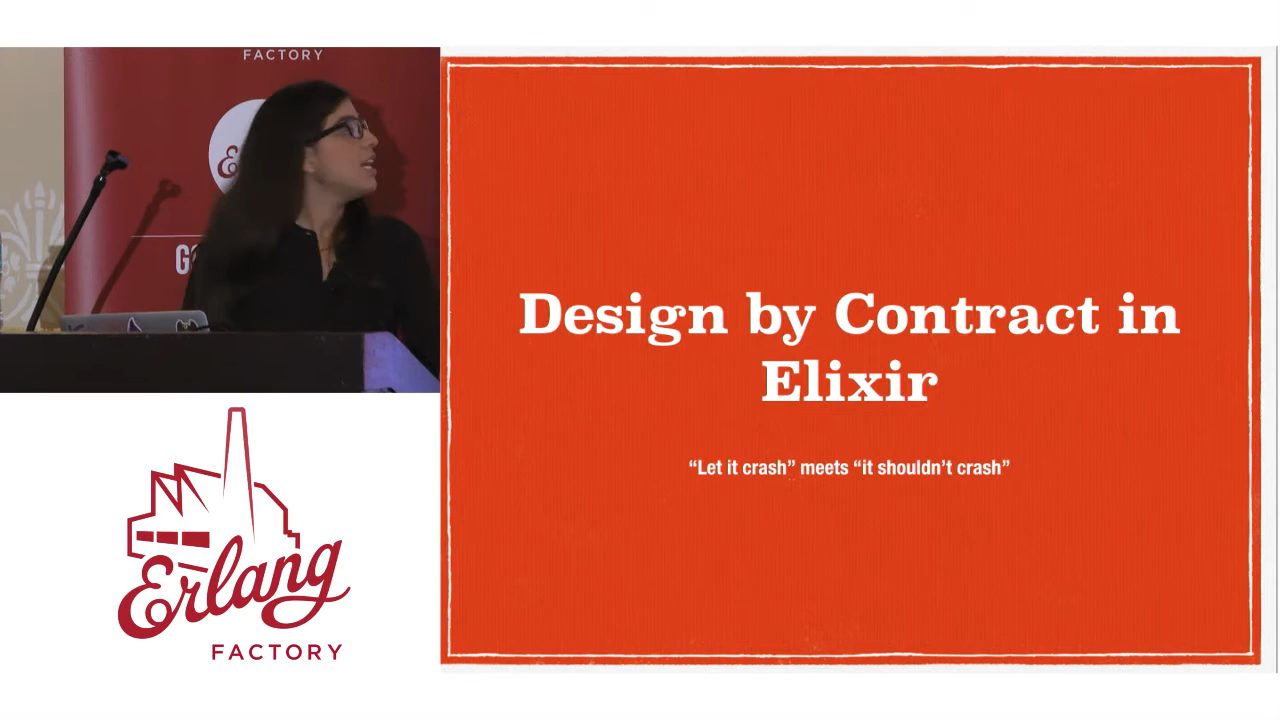 FACTORY
Design by Contract in
Elixir
“Let it crash” meets “it shouldn’t crash”
Erlang
FACTORY